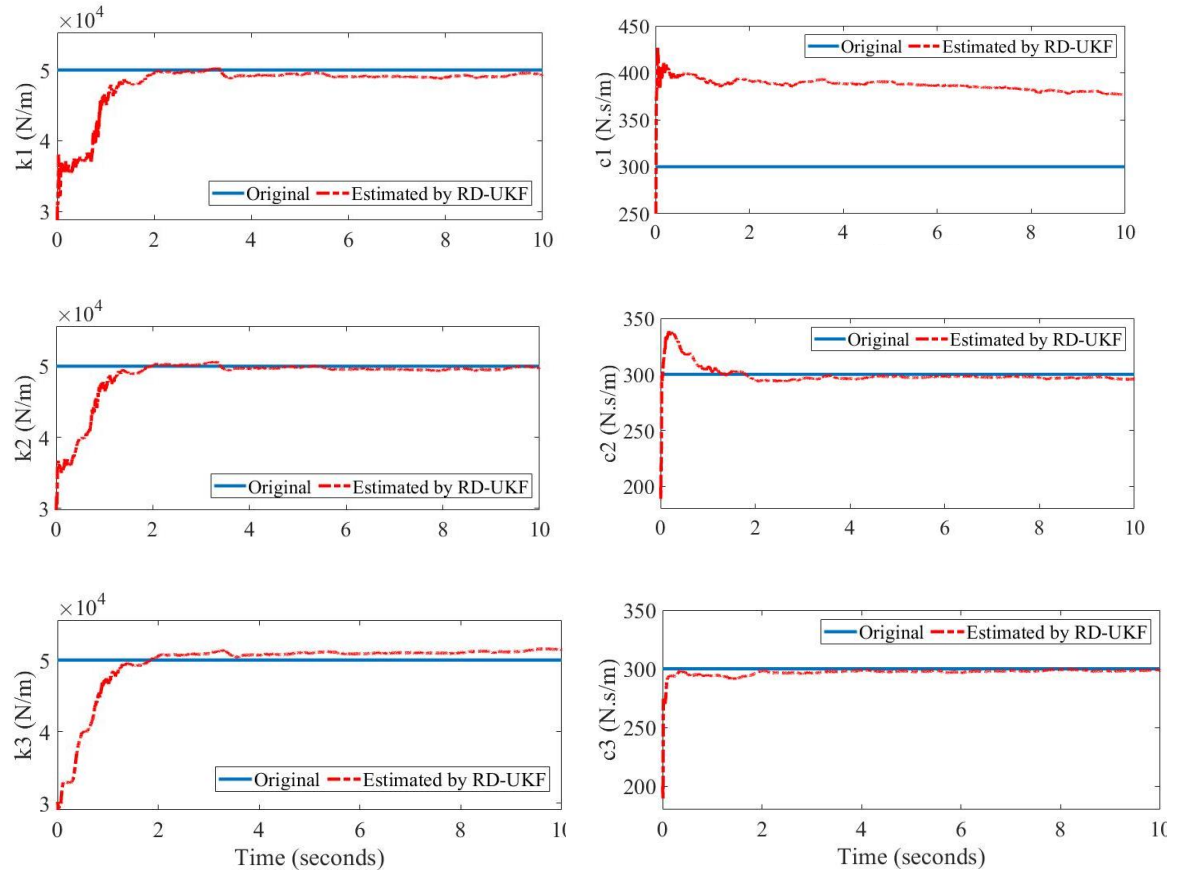 ×10⁴
5
4
3
k1 (N/m)
Original Estimated by RD-UKF
0 2 4 6 8 10
450
400
350
300
250
c1 (N.s/m)
Original Estimated by RD-UKF
0 2 4 6 8 10
×10⁴
5
4
3
k2 (N/m)
Original Estimated by RD-UKF
0 2 4 6 8 10
350
300
250
200
c2 (N.s/m)
Original Estimated by RD-UKF
0 2 4 6 8 10
×10⁴
5
4
3
k3 (N/m)
Original Estimated by RD-UKF
0 2 4 6 8 10
Time (seconds)
350
300
250
200
c3 (N.s/m)
Original Estimated by RD-UKF
0 2 4 6 8 10
Time (seconds)